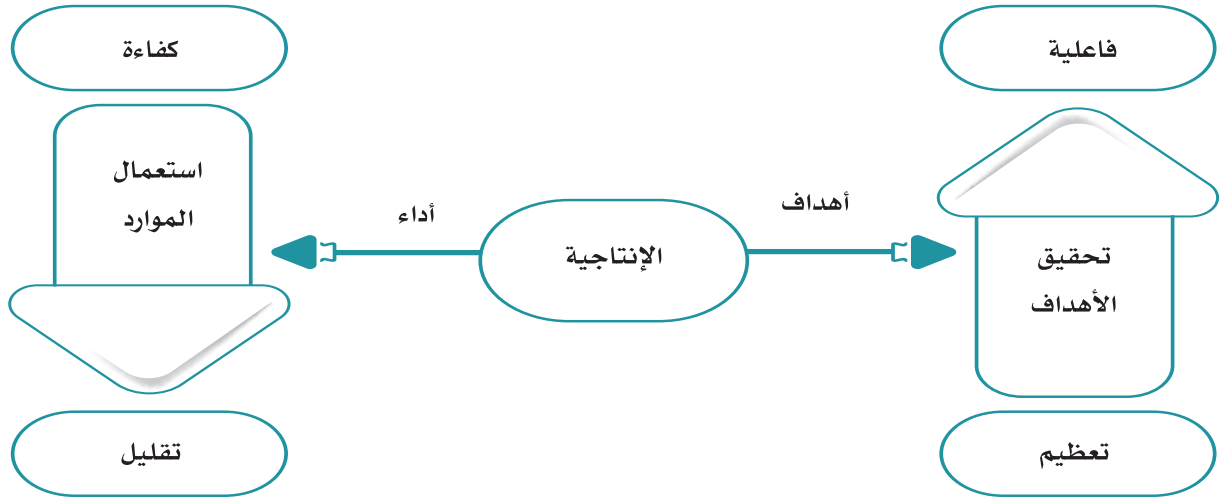 فاعلية
كفاءة
استعمال
الموارد
أهداف
أداء
الإنتاجية
تحقيق
الأهداف
تعظيم
تقليل